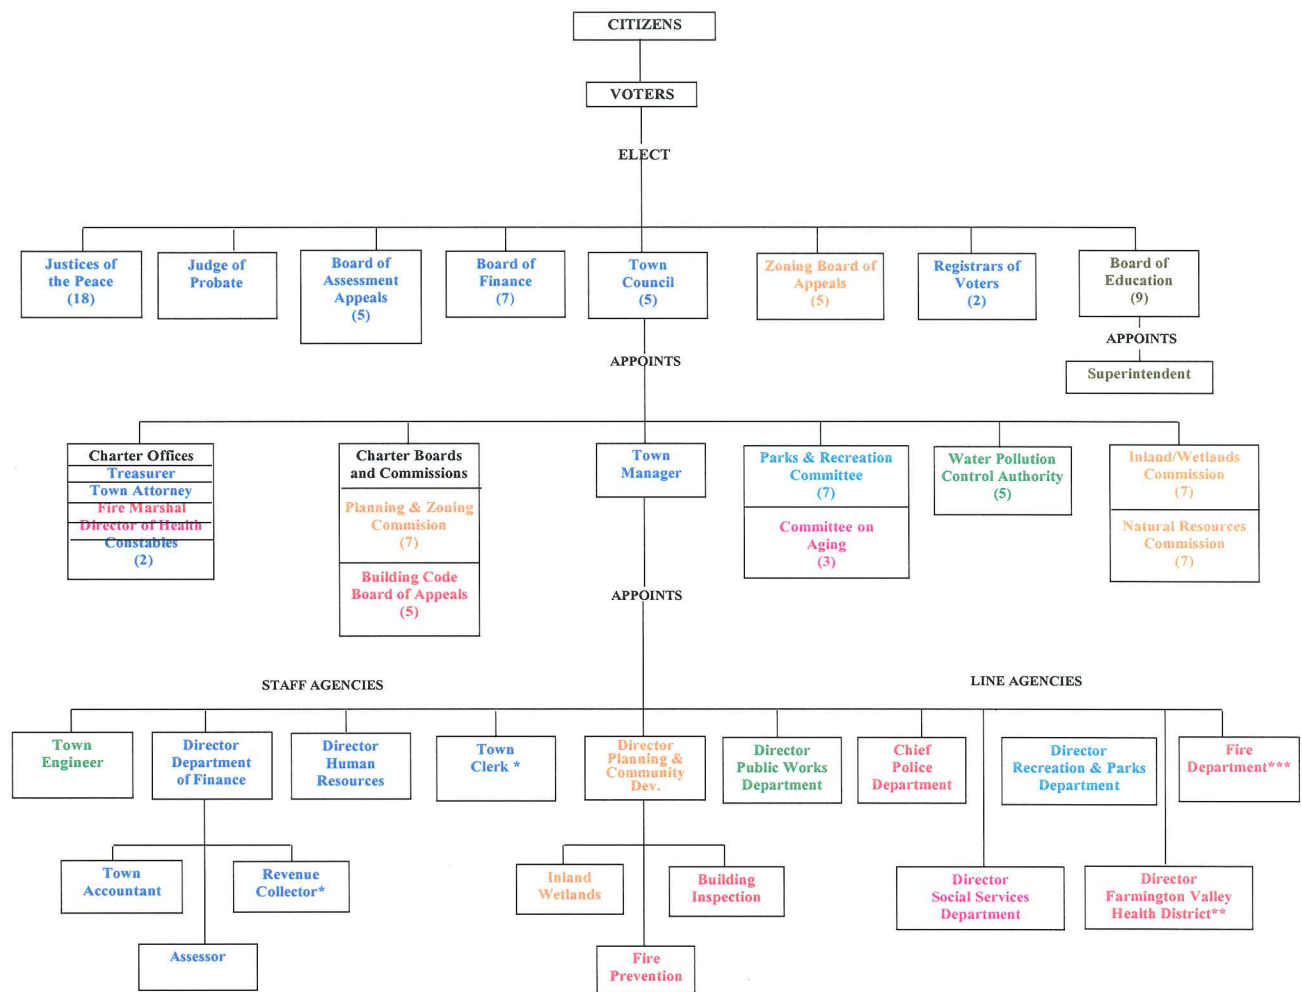 CITIZENS
VOTERS
ELECT
Justices of
the Peace
(18)
Judge of
Probate
Board of
Assessment
Appeals
(5)
Board of
Finance
(7)
Town
Council
(5)
Zoning Board of
Appeals
(5)
Registrars of
Voters
(2)
Board of
Education
(9)
APPOINTS
APPOINTS
Superintendent
Charter Offices
Treasurer
Town Attorney
Fire Marshal
Director of Health
Constables
(2)
Charter Boards
and Commissions
Planning & Zoning
Commision
(7)
Building Code
Board of Appeals
(5)
Town
Manager
Parks & Recreation
Committee
(7)
Committee on
Aging
(3)
Water Pollution
Control Authority
(5)
Inland/Wetlands
Commission
(7)
Natural Resources
Commission
(7)
APPOINTS
STAFF AGENCIES
LINE AGENCIES
Town
Engineer
Director
Department
of Finance
Director
Human
Resources
Town
Clerk *
Director
Planning &
Community
Dev.
Director
Public Works
Department
Chief
Police
Department
Director
Recreation & Parks
Department
Fire
Department***
Town
Accountant
Revenue
Collector*
Assessor
Inland
Wetlands
Building
Inspection
Fire
Prevention
Director
Social Services
Department
Director
Farmington Valley
Health District**